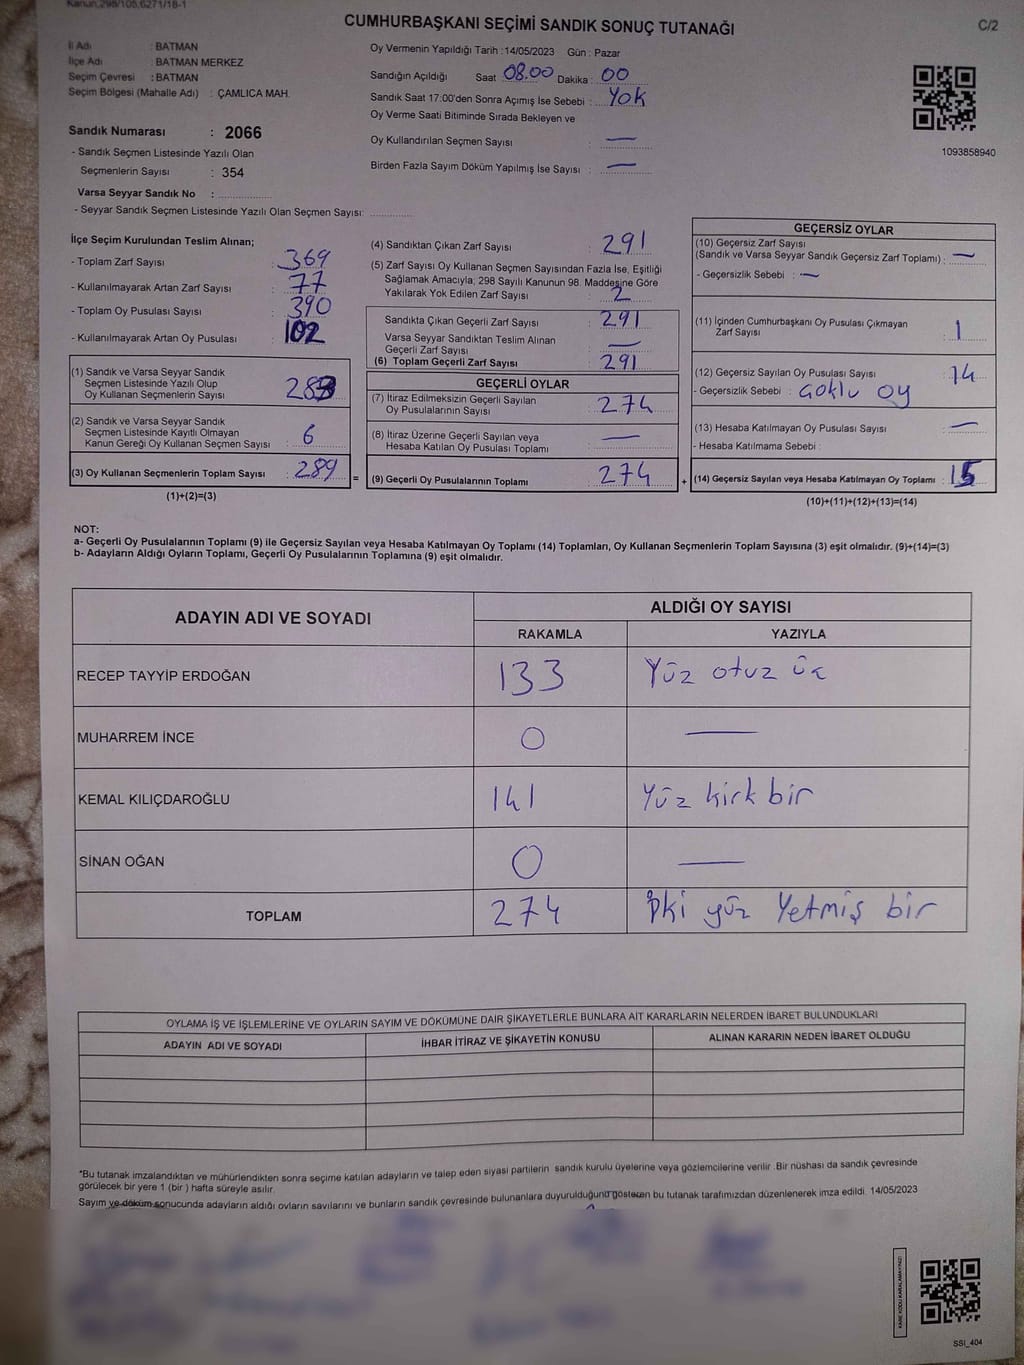 Kanun,298/105,6271/18-1
CUMHURBAŞKANI SEÇİMİ SANDIK SONUÇ TUTANAĞI
C/2
İl Adı : BATMAN
İlçe Adı : BATMAN MERKEZ
Seçim Çevresi : BATMAN
Seçim Bölgesi (Mahalle Adı) : ÇAMLICA MAH.
Sandık Numarası : 2066
- Sandık Seçmen Listesinde Yazılı Olan
Seçmenlerin Sayısı : 354
Varsa Seyyar Sandık No :
- Seyyar Sandık Seçmen Listesinde Yazılı Olan Seçmen Sayısı:
Oy Vermenin Yapıldığı Tarih :14/05/2023 Gün : Pazar
Sandığın Açıldığı Saat 08.00 Dakika : 00
Sandık Saat 17:00'den Sonra Açımış İse Sebebi : YOK
Oy Verme Saati Bitiminde Sırada Bekleyen ve
Oy Kullandırılan Seçmen Sayısı : —
Birden Fazla Sayım Döküm Yapılmış İse Sayısı : —
1093858940
İlçe Seçim Kurulundan Teslim Alınan;
- Toplam Zarf Sayısı : 369
- Kullanılmayarak Artan Zarf Sayısı : 77
- Toplam Oy Pusulası Sayısı : 390
- Kullanılmayarak Artan Oy Pusulası : 102
(1) Sandık ve Varsa Seyyar Sandık
Seçmen Listesinde Yazılı Olup
Oy Kullanan Seçmenlerin Sayısı :
(2) Sandık ve Varsa Seyyar Sandık
Seçmen Listesinde Kayıtlı Olmayan
Kanun Gereği Oy Kullanan Seçmen Sayısı : 6
(3) Oy Kullanan Seçmenlerin Toplam Sayısı : 289
(1)+(2)=(3)
=
(4) Sandıktan Çıkan Zarf Sayısı : 291
(5) Zarf Sayısı Oy Kullanan Seçmen Sayısından Fazla İse, Eşitliği
Sağlamak Amacıyla; 298 Sayılı Kanunun 98. Maddesine Göre
Yakılarak Yok Edilen Zarf Sayısı : 2
Sandıkta Çıkan Geçerli Zarf Sayısı : 291
Varsa Seyyar Sandıktan Teslim Alınan
Geçerli Zarf Sayısı : —
(6) Toplam Geçerli Zarf Sayısı : 291
GEÇERLİ OYLAR
(7) İtiraz Edilmeksizin Geçerli Sayılan
Oy Pusulalarının Sayısı : 274
(8) İtiraz Üzerine Geçerli Sayılan veya
Hesaba Katılan Oy Pusulası Toplamı : —
(9) Geçerli Oy Pusulalarının Toplamı : 274
+
GEÇERSİZ OYLAR
(10) Geçersiz Zarf Sayısı
(Sandık ve Varsa Seyyar Sandık Geçersiz Zarf Toplamı) : —
- Geçersizlik Sebebi : —
(11) İçinden Cumhurbaşkanı Oy Pusulası Çıkmayan
Zarf Sayısı : 1
(12) Geçersiz Sayılan Oy Pusulası Sayısı : 14
- Geçersizlik Sebebi : Goklu oy
(13) Hesaba Katılmayan Oy Pusulası Sayısı : —
- Hesaba Katılmama Sebebi :
(14) Geçersiz Sayılan veya Hesaba Katılmayan Oy Toplamı : 15
(10)+(11)+(12)+(13)=(14)
NOT:
a- Geçerli Oy Pusulalarının Toplamı (9) ile Geçersiz Sayılan veya Hesaba Katılmayan Oy Toplamı (14) Toplamları, Oy Kullanan Seçmenlerin Toplam Sayısına (3) eşit olmalıdır. (9)+(14)=(3)
b- Adayların Aldığı Oyların Toplamı, Geçerli Oy Pusulalarının Toplamına (9) eşit olmalıdır.
ADAYIN ADI VE SOYADI
ALDIĞI OY SAYISI
RAKAMLA YAZIYLA
RECEP TAYYİP ERDOĞAN 133 Yüz otuz üc
MUHARREM İNCE 0 —
KEMAL KILIÇDAROĞLU 141 Yüz kirk bir
SİNAN OĞAN 0 —
TOPLAM 274 İki yüz Yetmiş bir
OYLAMA İŞ VE İŞLEMLERİNE VE OYLARIN SAYIM VE DÖKÜMÜNE DAİR ŞİKAYETLERLE BUNLARA AİT KARARLARIN NELERDEN İBARET BULUNDUKLARI
ADAYIN ADI VE SOYADI İHBAR İTİRAZ VE ŞİKAYETİN KONUSU ALINAN KARARIN NEDEN İBARET OLDUĞU
*Bu tutanak imzalandıktan ve mühürlendikten sonra seçime katılan adayların ve talep eden siyasi partilerin sandık kurulu üyelerine veya gözlemcilerine verilir .Bir nüshası da sandık çevresinde
görülecek bir yere 1 (bir ) hafta süreyle asılır.
Sayım ve döküm sonucunda adayların aldığı oyların sayılarını ve bunların sandık çevresinde bulunanlara duyurulduğunu gösteren bu tutanak tarafımızdan düzenlenerek imza edildi. 14/05/2023
SSI_404